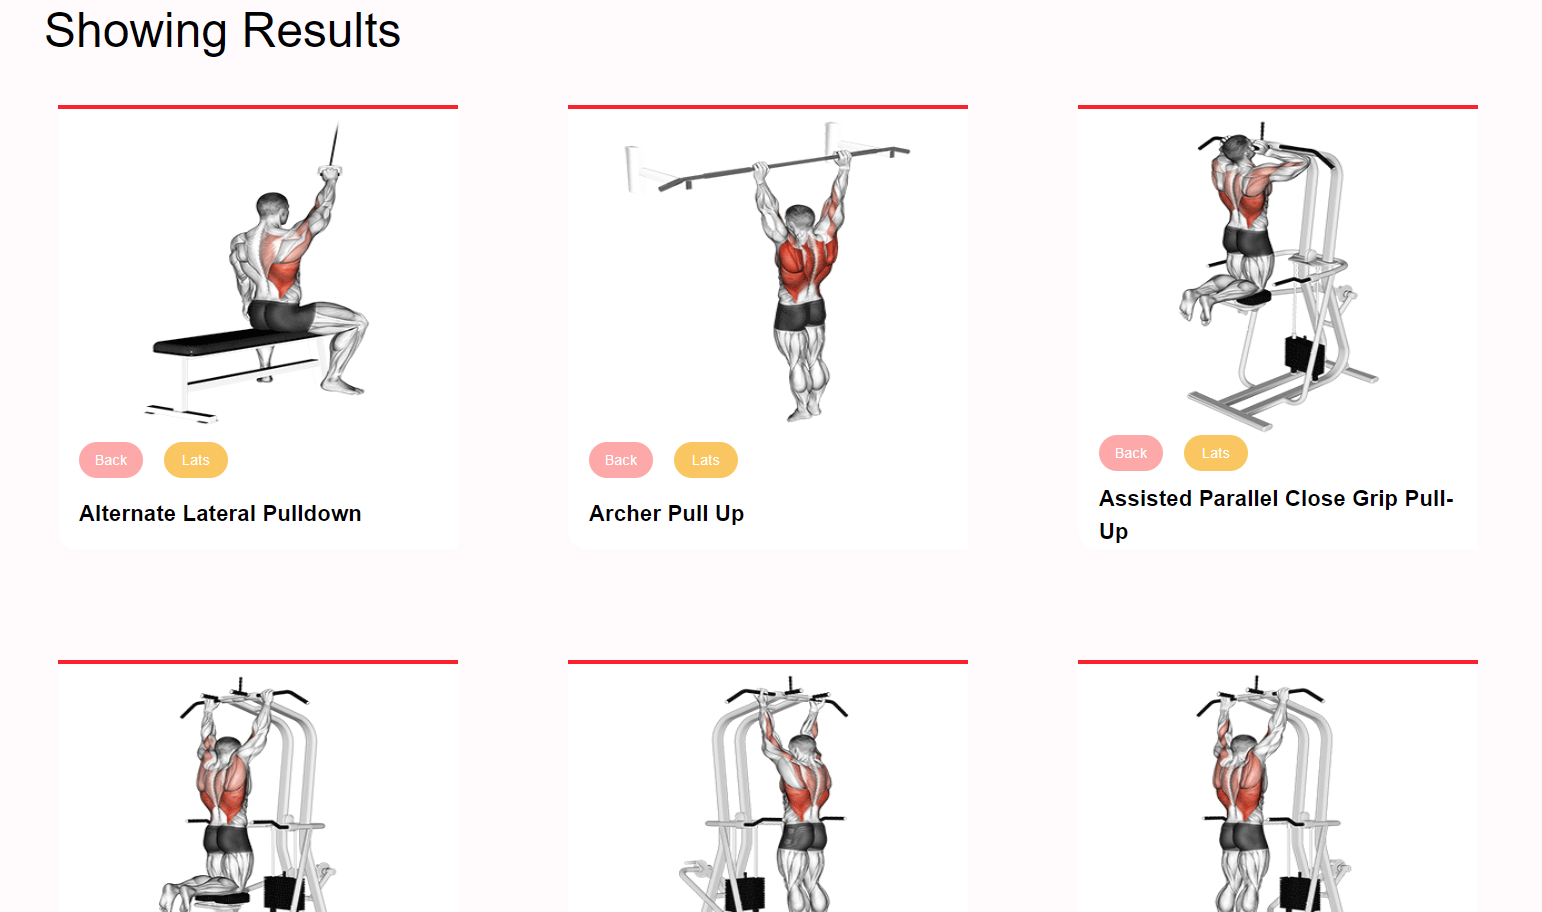 Showing Results
Back Lats
Alternate Lateral Pulldown
Back Lats
Archer Pull Up
Back Lats
Assisted Parallel Close Grip Pull-
Up